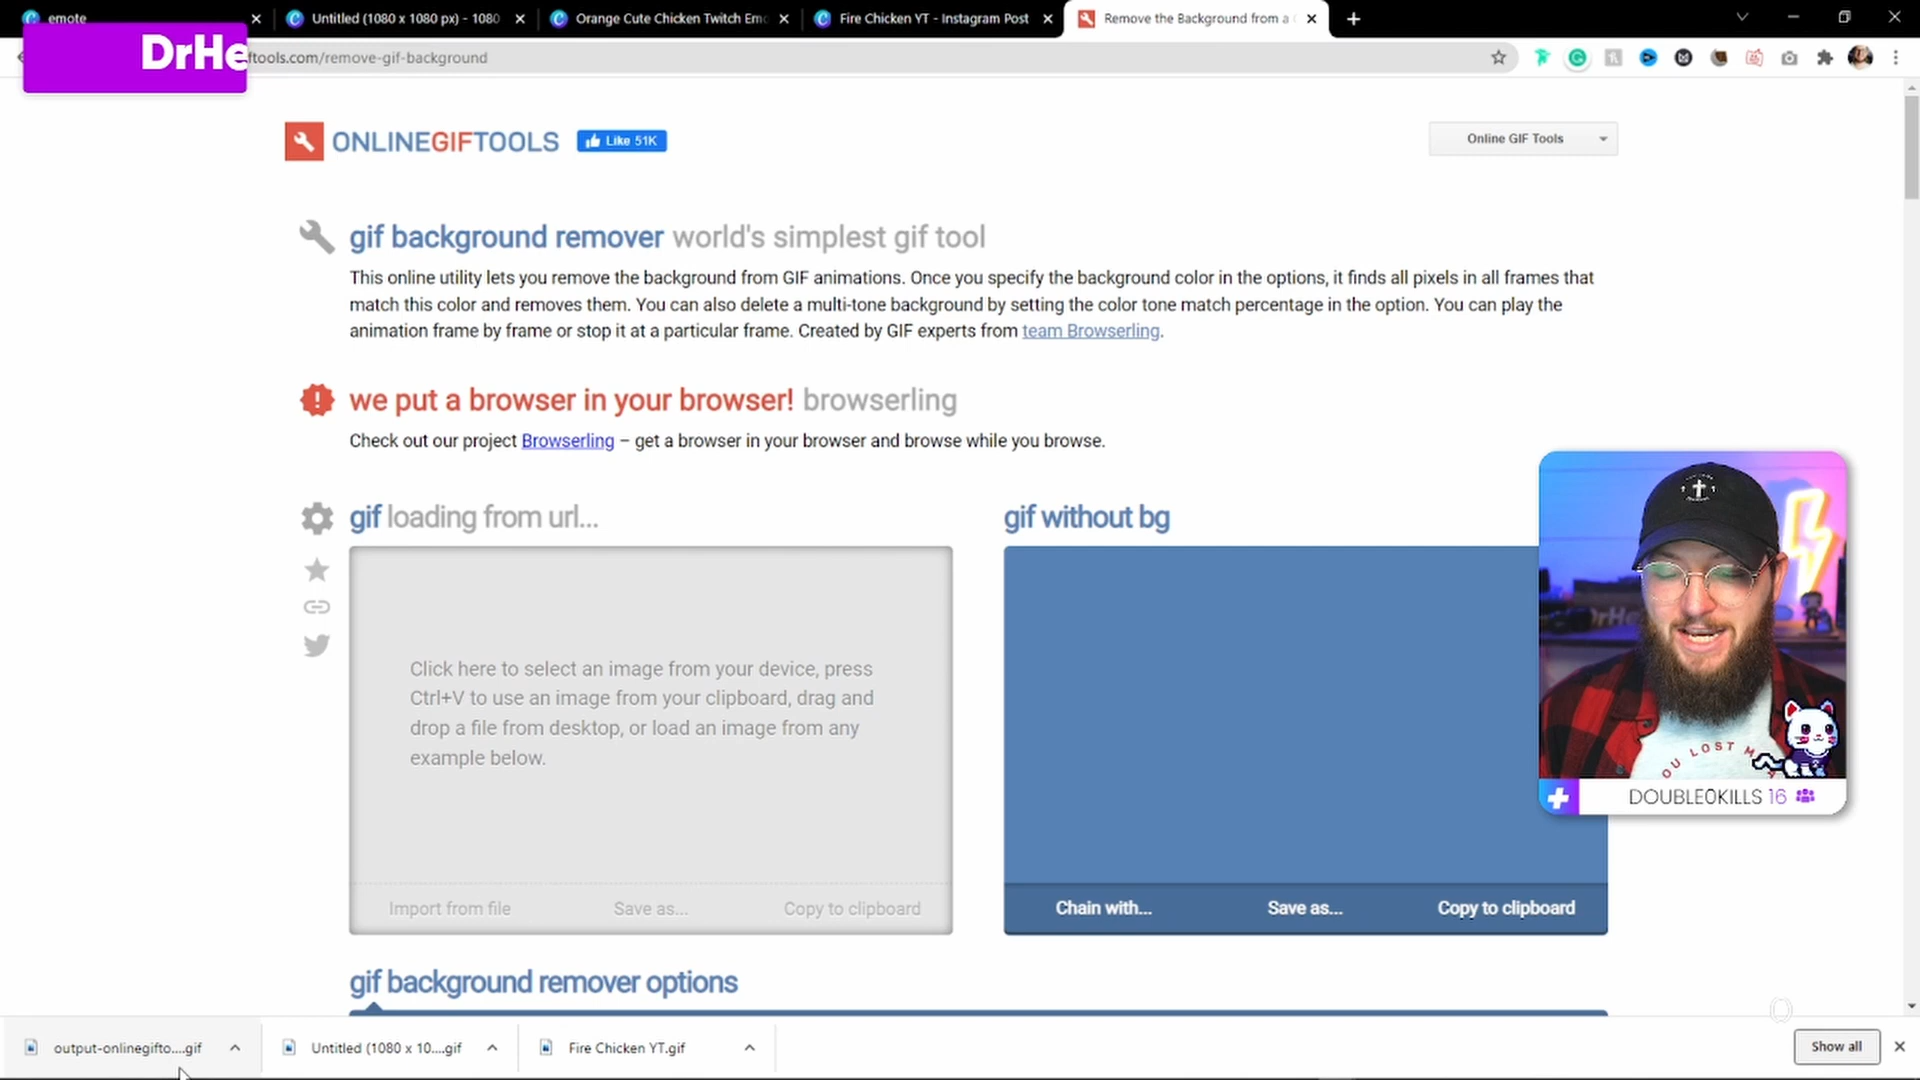 emote
Untitled (1080 x 1080 px) - 1080
Orange Cute Chicken Twitch Emo
Fire Chicken YT - Instagram Post
Remove the Background from a
DrHe
ftools.com/remove-gif-background
ONLINEGIFTOOLS
Like 51K
Online GIF Tools
gif background remover world's simplest gif tool
This online utility lets you remove the background from GIF animations. Once you specify the background color in the options, it finds all pixels in all frames that
match this color and removes them. You can also delete a multi-tone background by setting the color tone match percentage in the option. You can play the
animation frame by frame or stop it at a particular frame. Created by GIF experts from team Browserling.
we put a browser in your browser! browserling
Check out our project Browserling – get a browser in your browser and browse while you browse.
gif loading from url...
gif without bg
Click here to select an image from your device, press
Ctrl+V to use an image from your clipboard, drag and
drop a file from desktop, or load an image from any
example below.
Import from file
Save as...
Copy to clipboard
Chain with...
Save as...
Copy to clipboard
DrHe
OU LOST M
DOUBLE0KILLS 16
gif background remover options
output-onlinegifto....gif
Untitled (1080 x 10....gif
Fire Chicken YT.gif
Show all